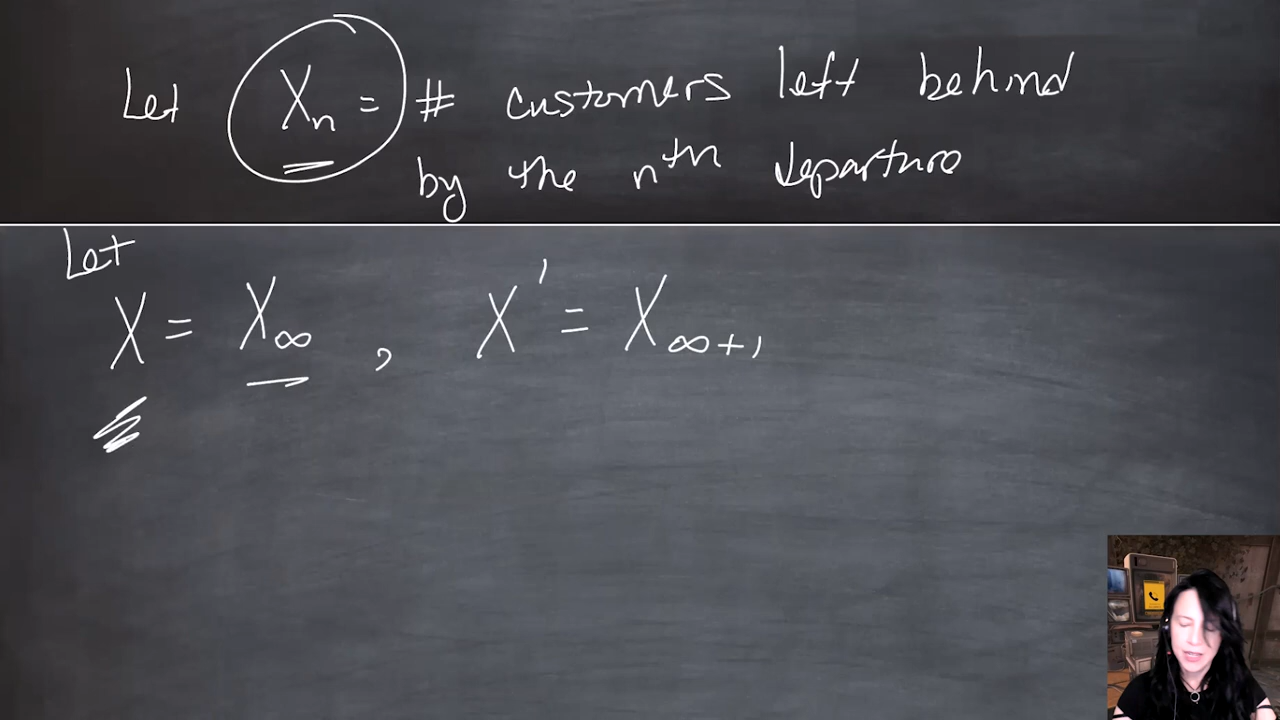 Let Xₙ = # customers left behind
by the nᵗʰ departure
Let
X = X∞ , X' = X∞+1